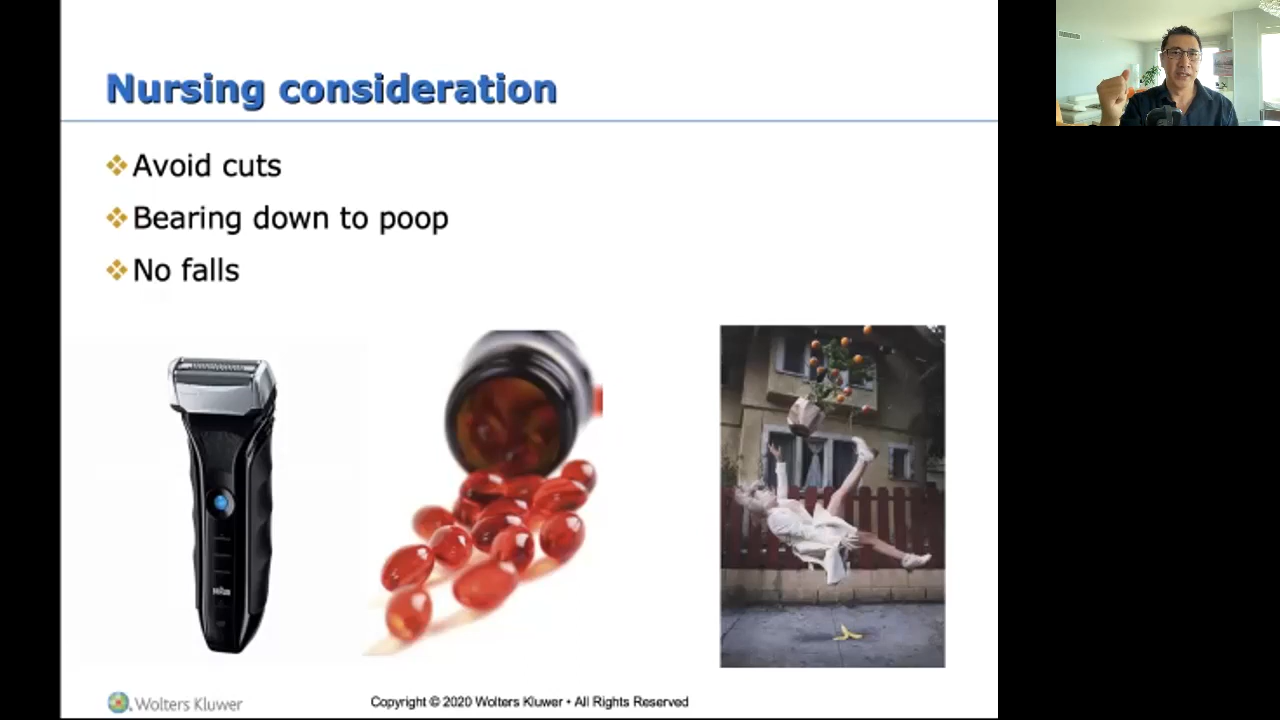 Nursing consideration
Avoid cuts
Bearing down to poop
No falls
Wolters Kluwer
Copyright © 2020 Wolters Kluwer • All Rights Reserved